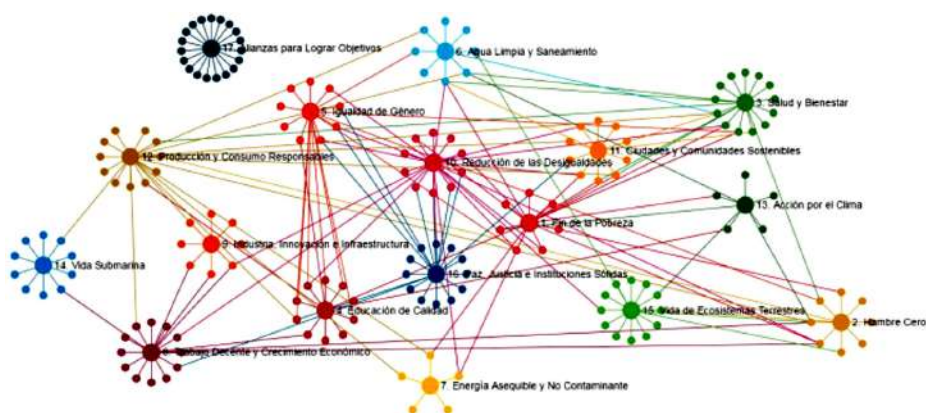 17. Alianzas para Lograr Objetivos
6. Agua Limpia y Saneamiento
3. Salud y Bienestar
5. Igualdad de Género
11. Ciudades y Comunidades Sostenibles
12. Producción y Consumo Responsables
10. Reducción de las Desigualdades
13. Acción por el Clima
1. Fin de la Pobreza
9. Industria, Innovación e Infraestructura
14. Vida Submarina
16. Paz, Justicia e Instituciones Sólidas
4. Educación de Calidad
15. Vida de Ecosistemas Terrestres
2. Hambre Cero
8. Trabajo Decente y Crecimiento Económico
7. Energía Asequible y No Contaminante